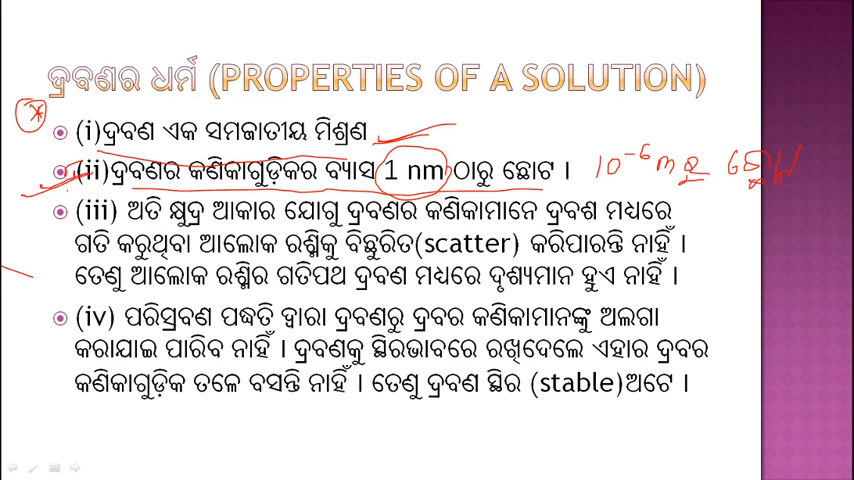 ଦ୍ରବଣର ଧର୍ମ (PROPERTIES OF A SOLUTION)
(i)ଦ୍ରବଣ ଏକ ସମଜାତୀୟ ମିଶ୍ରଣ
(ii)ଦ୍ରବଣର କଣିକାଗୁଡ଼ିକର ବ୍ୟାସ 1 nm ଠାରୁ ଛୋଟ ।
10⁻⁶ m ରୁ
(iii) ଅତି କ୍ଷୁଦ୍ର ଆକାର ଯୋଗୁ ଦ୍ରବଣର କଣିକାମାନେ ଦ୍ରବଣ ମଧ୍ୟରେ
ଗତି କରୁଥିବା ଆଲୋକ ରଶ୍ମିକୁ ବିଚ୍ଛୁରିତ(scatter) କରିପାରନ୍ତି ନାହିଁ ।
ତେଣୁ ଆଲୋକ ରଶ୍ମିର ଗତିପଥ ଦ୍ରବଣ ମଧ୍ୟରେ ଦୃଶ୍ୟମାନ ହୁଏ ନାହିଁ ।
(iv) ପରିସ୍ରବଣ ପଦ୍ଧତି ଦ୍ୱାରା ଦ୍ରବଣରୁ ଦ୍ରବର କଣିକାମାନଙ୍କୁ ଅଲଗା
କରାଯାଇ ପାରିବ ନାହିଁ । ଦ୍ରବଣକୁ ସ୍ଥିରଭାବରେ ରଖିଦେଲେ ଏହାର ଦ୍ରବର
କଣିକାଗୁଡ଼ିକ ତଳେ ବସନ୍ତି ନାହିଁ । ତେଣୁ ଦ୍ରବଣ ସ୍ଥିର (stable)ଅଟେ ।